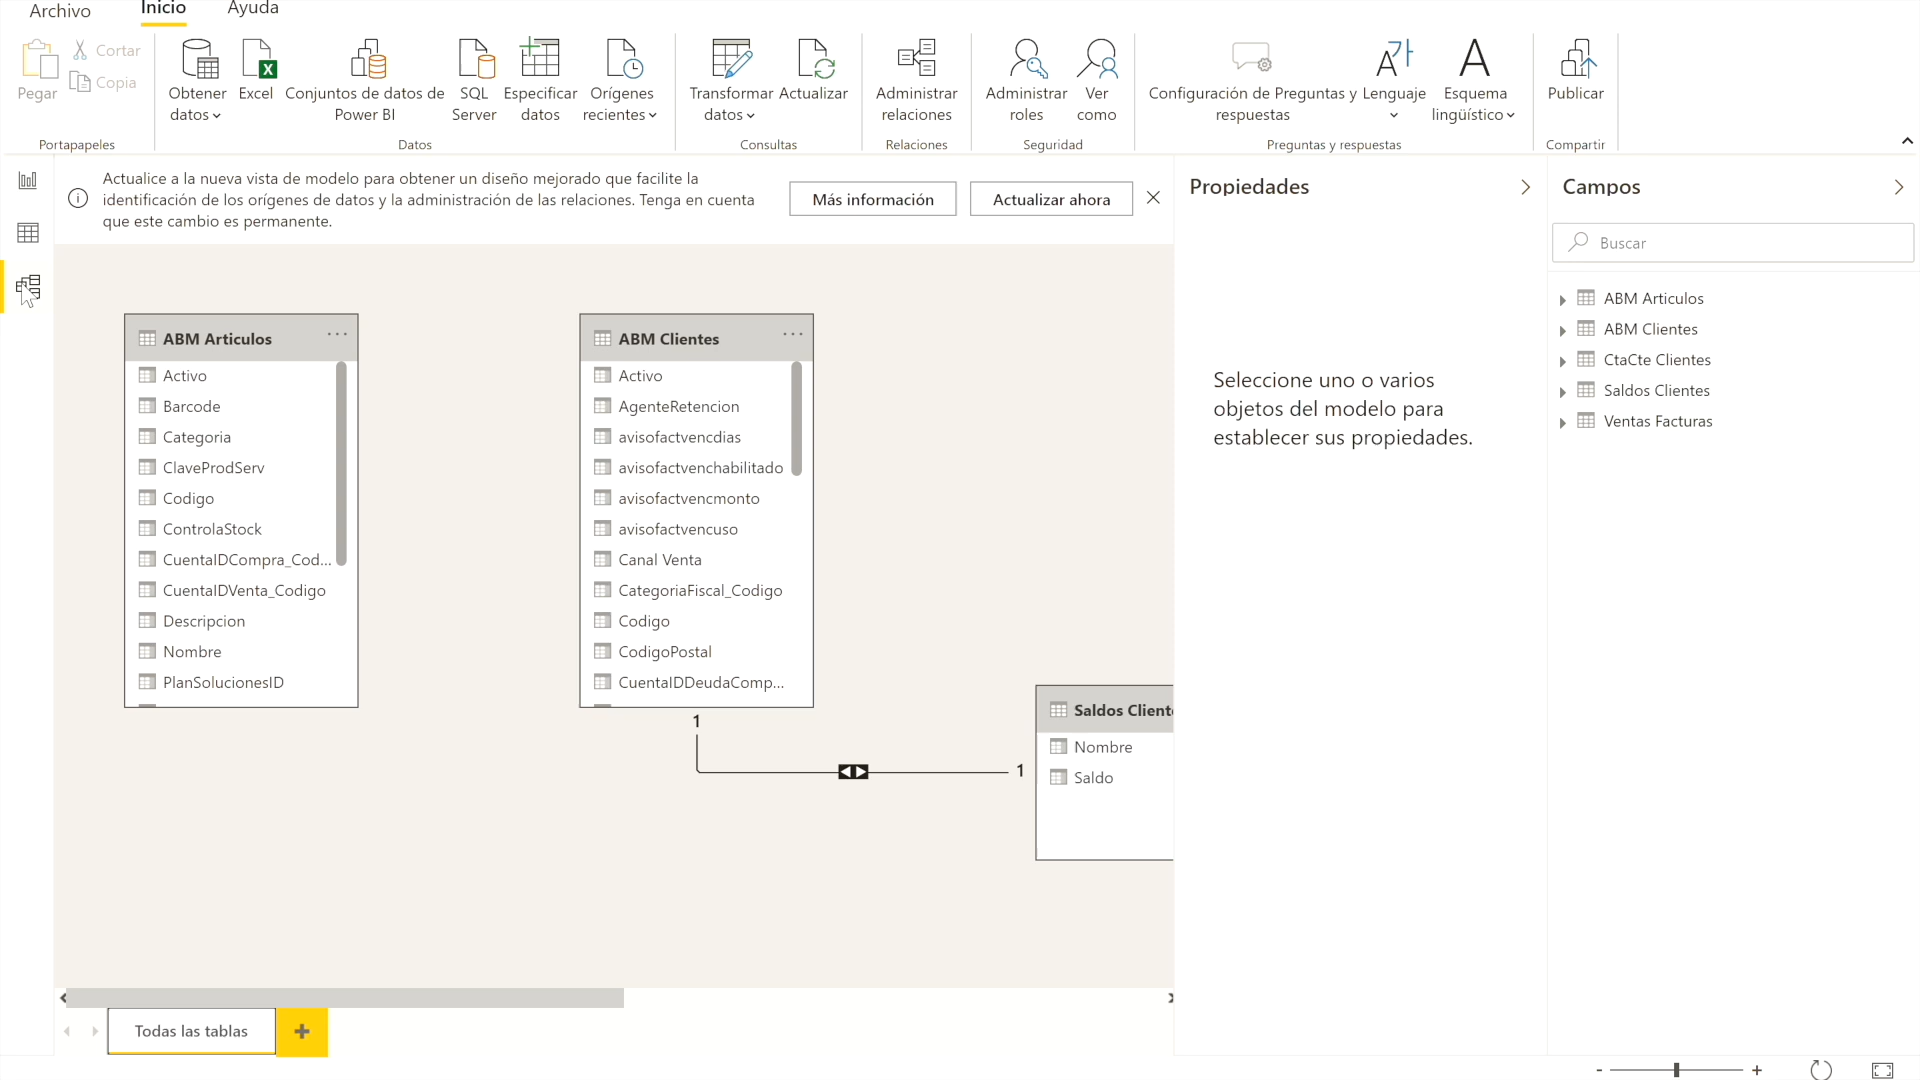 Archivo
Inicio
Ayuda
Pegar
Cortar
Copia
Obtener
datos
Excel
Conjuntos de datos de
Power BI
SQL
Server
Especificar
datos
Orígenes
recientes
Transformar
datos
Actualizar
Administrar
relaciones
Administrar
roles
Ver
como
Configuración de Preguntas y
respuestas
Lenguaje
Esquema
lingüístico
Publicar
Portapapeles
Datos
Consultas
Relaciones
Seguridad
Preguntas y respuestas
Compartir
Actualice a la nueva vista de modelo para obtener un diseño mejorado que facilite la
identificación de los orígenes de datos y la administración de las relaciones. Tenga en cuenta
que este cambio es permanente.
Más información
Actualizar ahora
ABM Articulos
Activo
Barcode
Categoria
ClaveProdServ
Codigo
ControlaStock
CuentaIDCompra_Cod...
CuentaIDVenta_Codigo
Descripcion
Nombre
PlanSolucionesID
ABM Clientes
Activo
AgenteRetencion
avisofactvencdias
avisofactvenchabilitado
avisofactvencmonto
avisofactvencuso
Canal Venta
CategoriaFiscal_Codigo
Codigo
CodigoPostal
CuentaIDDeudaComp...
1
1
Saldos Cliente
Nombre
Saldo
Todas las tablas
+
Propiedades
Seleccione uno o varios
objetos del modelo para
establecer sus propiedades.
Campos
Buscar
ABM Articulos
ABM Clientes
CtaCte Clientes
Saldos Clientes
Ventas Facturas
- +